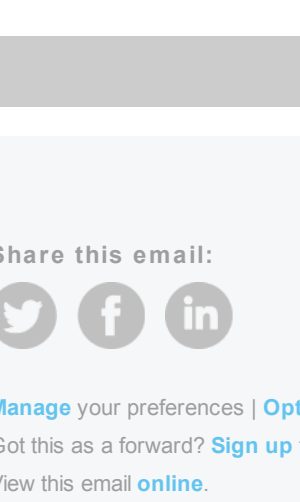 Share this email:
Manage your preferences | Opt
Got this as a forward? Sign up
View this email online.